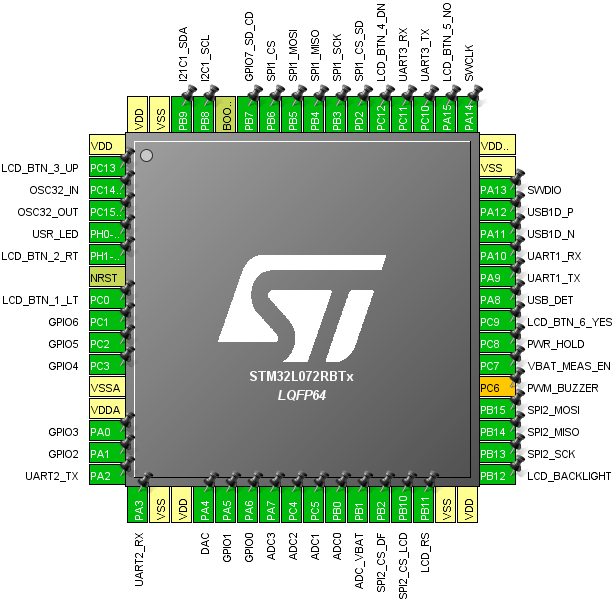 I21C1_SDA
I2C1_SCL
GPIO7_SD_CD
SPI1_CS
SPI1_MOSI
SPI1_MISO
SPI1_SCK
SPI1_CS_SD
LCD_BTN_4_DN
UART3_RX
UART3_TX
LCD_BTN_5_NO
SWCLK
VDD
VSS
PB9
PB8
BOO..
PB7
PB6
PB5
PB4
PB3
PD2
PC12
PC11
PC10
PA15
PA14
VDD
LCD_BTN_3_UP PC13
OSC32_IN PC14..
OSC32_OUT PC15..
USR_LED PH0-..
LCD_BTN_2_RT PH1-..
NRST
LCD_BTN_1_LT PC0
GPIO6 PC1
GPIO5 PC2
GPIO4 PC3
VSSA
VDDA
GPIO3 PA0
GPIO2 PA1
UART2_TX PA2
ST
STM32L072RBTx
LQFP64
VDD..
VSS
PA13 SWDIO
PA12 USB1D_P
PA11 USB1D_N
PA10 UART1_RX
PA9 UART1_TX
PA8 USB_DET
PC9 LCD_BTN_6_YES
PC8 PWR_HOLD
PC7 VBAT_MEAS_EN
PC6 PWM_BUZZER
PB15 SPI2_MOSI
PB14 SPI2_MISO
PB13 SPI2_SCK
PB12 LCD_BACKLIGHT
PA3
VSS
VDD
PA4
PA5
PA6
PA7
PC4
PC5
PB0
PB1
PB2
PB10
PB11
VSS
VDD
UART2_RX
DAC
GPIO1
GPIO0
ADC3
ADC2
ADC1
ADC0
ADC_VBAT
SPI2_CS_DF
SPI2_CS_LCD
LCD_RS